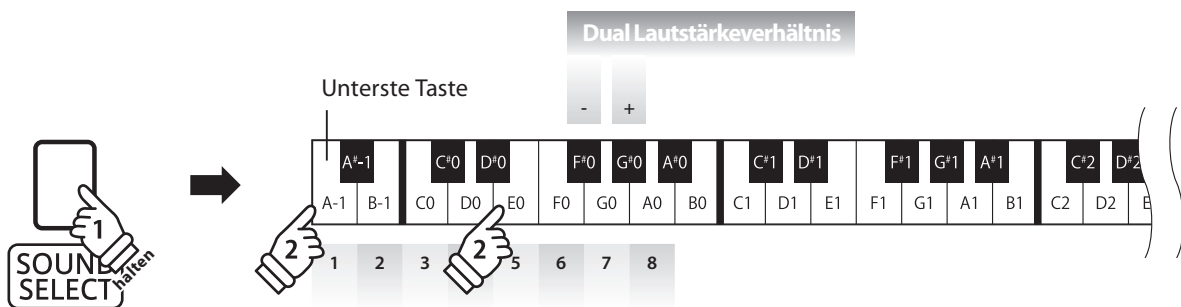 Dual Lautstärkeverhältnis
- +
Unterste Taste
A#-1 C#0 D#0 F#0 G#0 A#0 C#1 D#1 F#1 G#1 A#1 C#2 D#2
A-1 B-1 C0 D0 E0 F0 G0 A0 B0 C1 D1 E1 F1 G1 A1 B1 C2 D2
1 2 3 5 6 7 8
2 2
1
halten
SOUND
SELECT